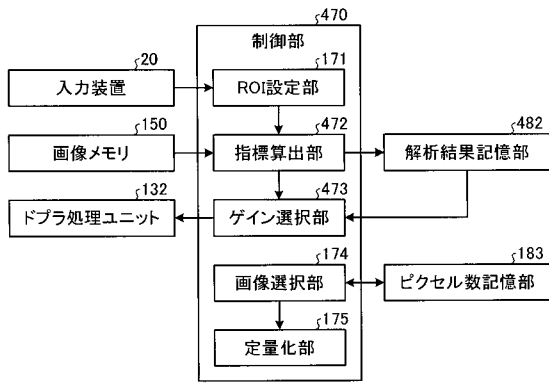 470
制御部
20
入力装置
171
ROI設定部
150
画像メモリ
472
指標算出部
482
解析結果記憶部
132
ドプラ処理ユニット
473
ゲイン選択部
174
画像選択部
183
ピクセル数記憶部
175
定量化部